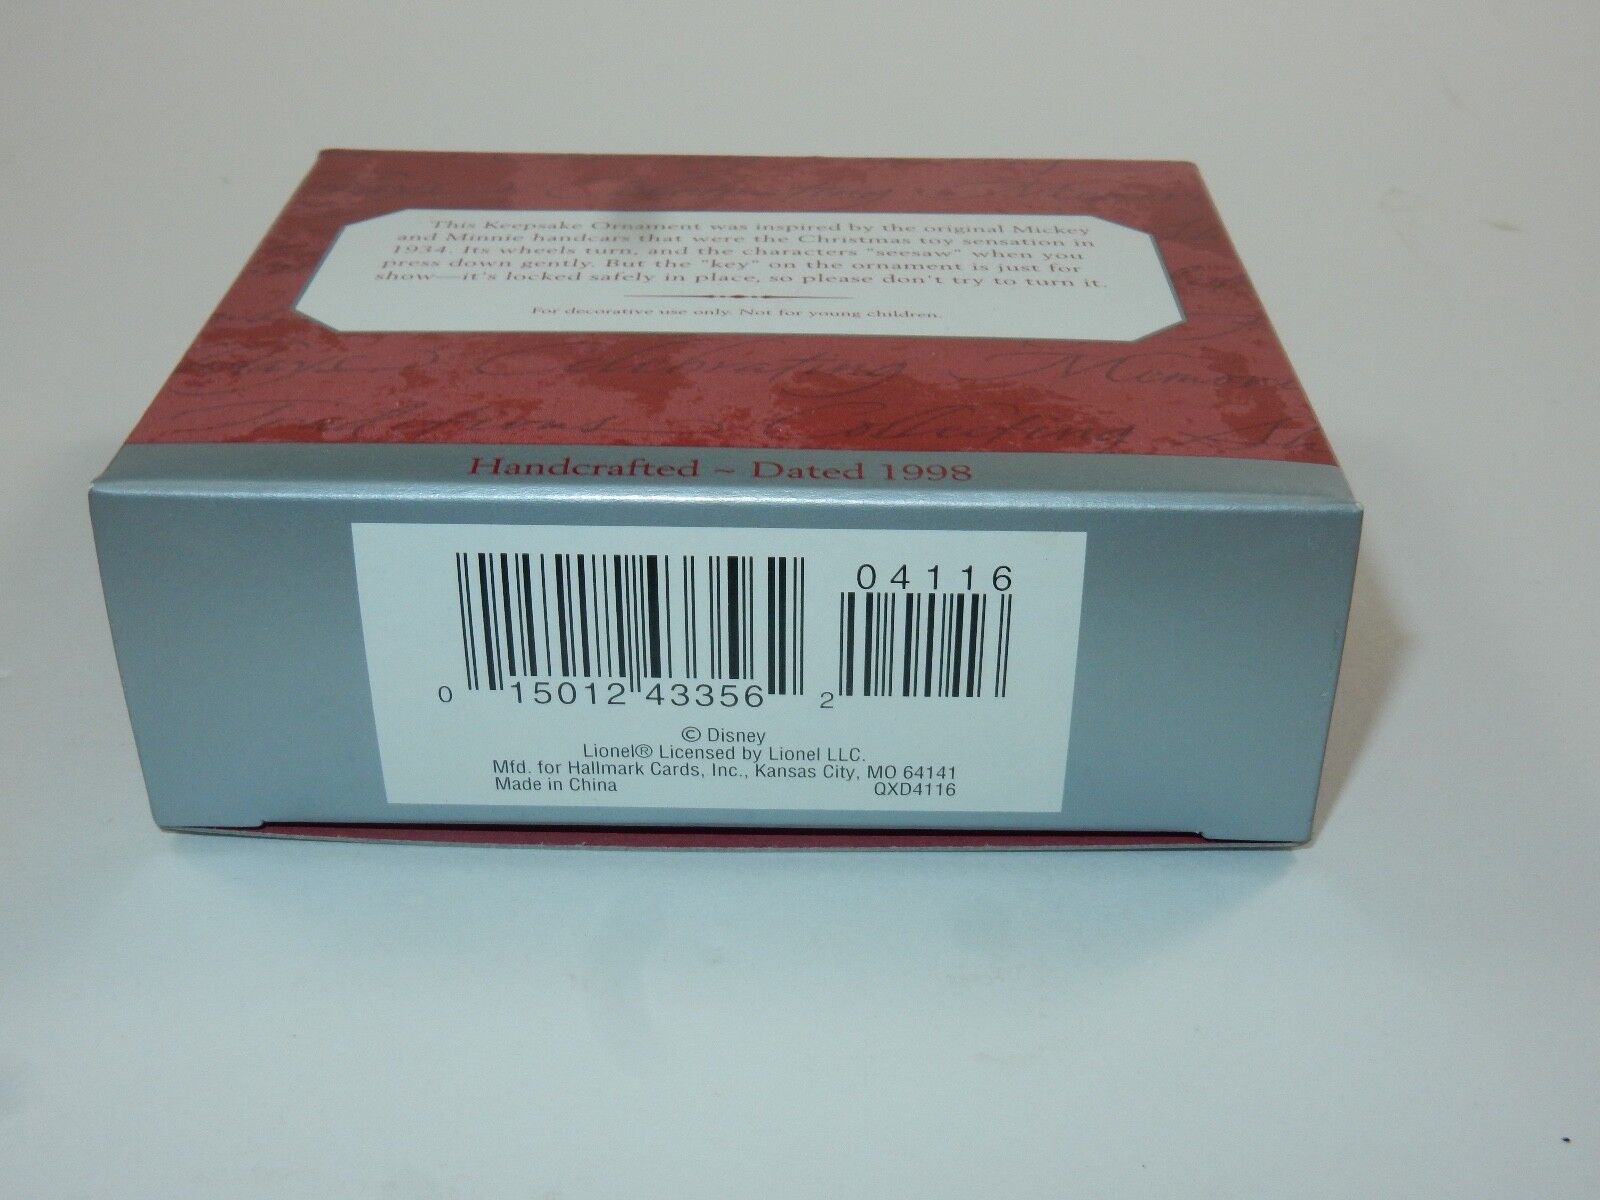 This Keepsake Ornament was inspired by the original Mickey
and Minnie handcars that were the Christmas toy sensation in
1934. Its wheels turn, and the characters "seesaw" when you
press down gently. But the "key" on the ornament is just for
show—it's locked safely in place, so please don't try to turn it.
For decorative use only. Not for young children.
Celebrating Memori
Traditions Collecting
Handcrafted ~ Dated 1998
04116
0 15012 43356 2
© Disney
Lionel® Licensed by Lionel LLC.
Mfd. for Hallmark Cards, Inc., Kansas City, MO 64141
Made in China QXD4116